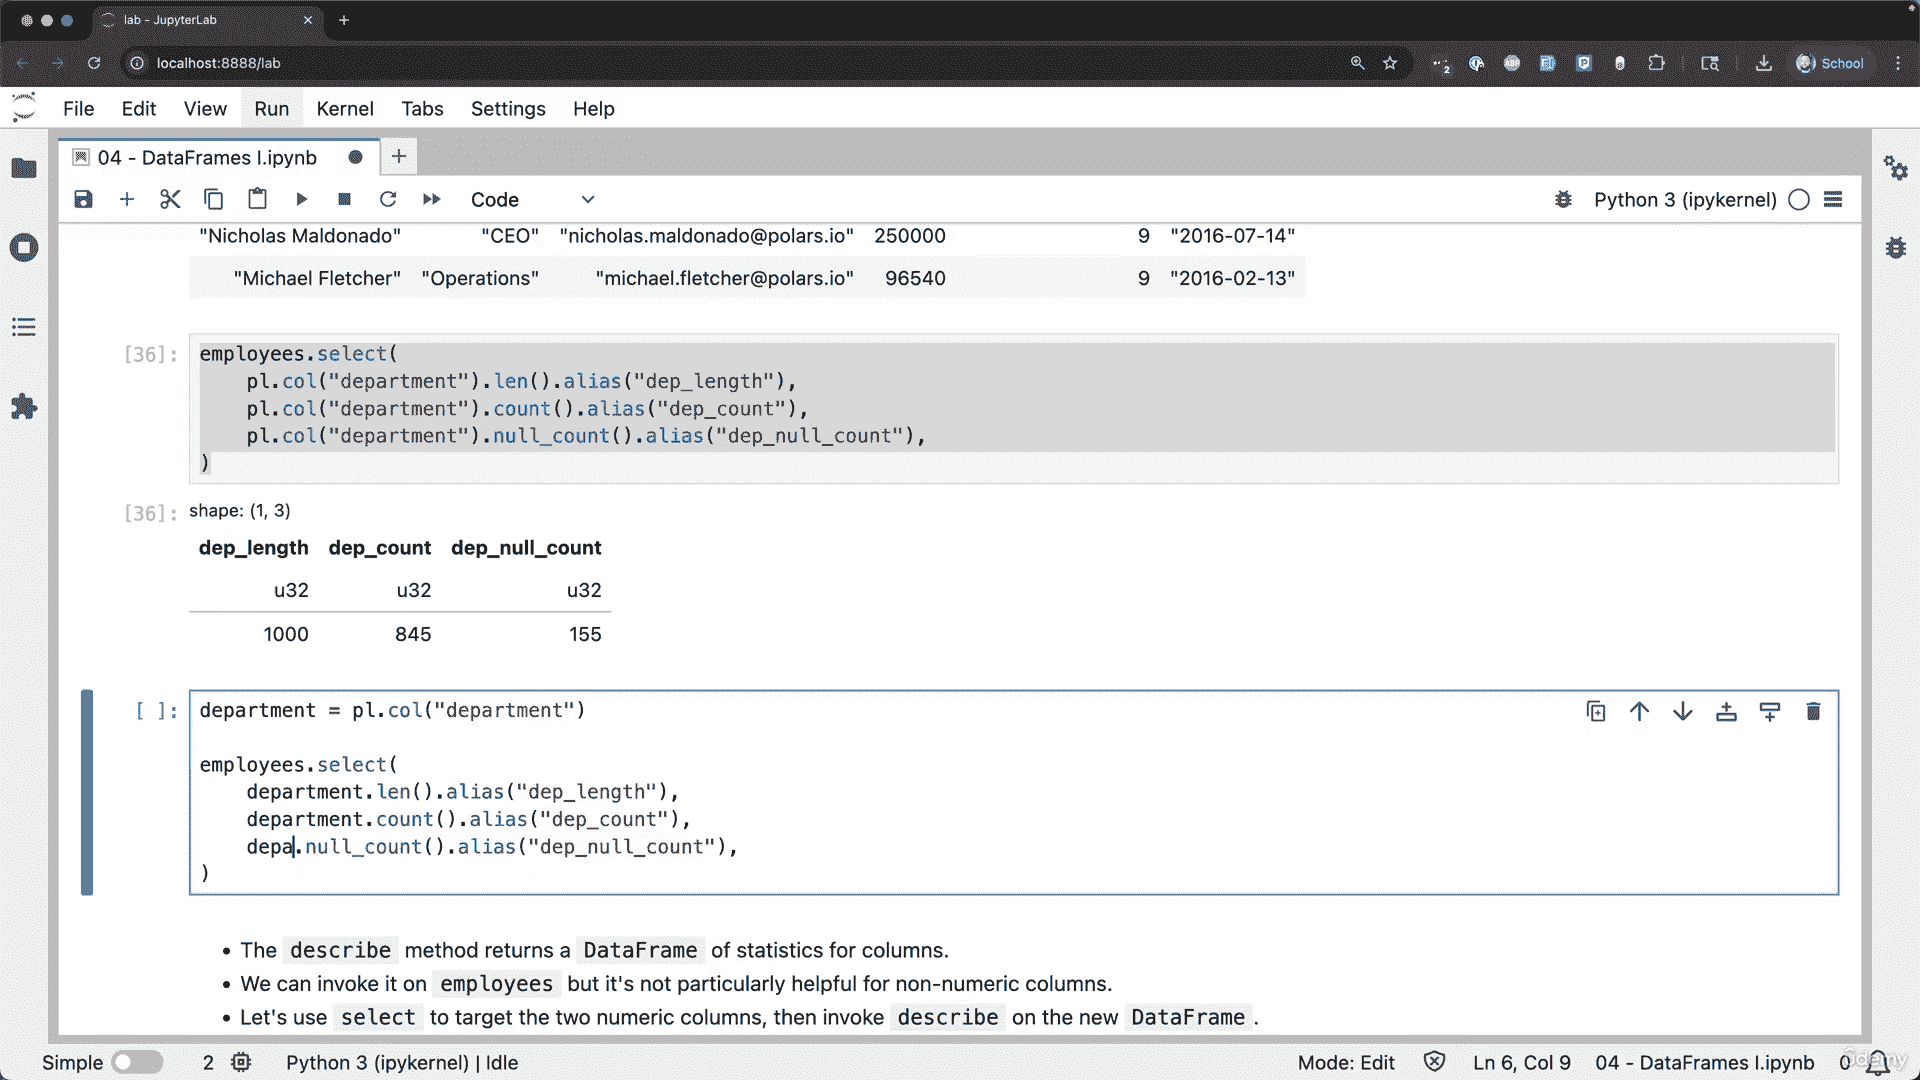 lab - JupyterLab
localhost:8888/lab
2
ABP
P
School
File Edit View Run Kernel Tabs Settings Help
04 - DataFrames I.ipynb
Code
Python 3 (ipykernel)
"Nicholas Maldonado" "CEO" "nicholas.maldonado@polars.io" 250000 9 "2016-07-14"
"Michael Fletcher" "Operations" "michael.fletcher@polars.io" 96540 9 "2016-02-13"
[36]: employees.select(
pl.col("department").len().alias("dep_length"),
pl.col("department").count().alias("dep_count"),
pl.col("department").null_count().alias("dep_null_count"),
)
[36]: shape: (1, 3)
dep_length dep_count dep_null_count
u32 u32 u32
1000 845 155
[ ]: department = pl.col("department")
employees.select(
department.len().alias("dep_length"),
department.count().alias("dep_count"),
depa.null_count().alias("dep_null_count"),
)
• The describe method returns a DataFrame of statistics for columns.
• We can invoke it on employees but it's not particularly helpful for non-numeric columns.
• Let's use select to target the two numeric columns, then invoke describe on the new DataFrame.
Simple 2 Python 3 (ipykernel) | Idle Mode: Edit Ln 6, Col 9 04 - DataFrames I.ipynb 0
Udemy